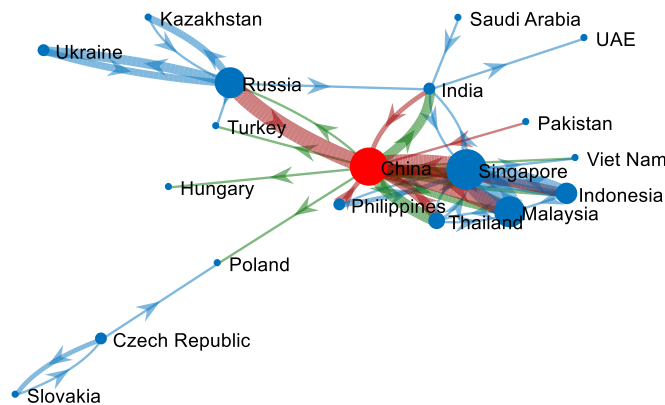 Kazakhstan
Saudi Arabia
UAE
Ukraine
Russia
India
Turkey
Pakistan
Viet Nam
China
Singapore
Hungary
Indonesia
Philippines
Malaysia
Thailand
Poland
Czech Republic
Slovakia